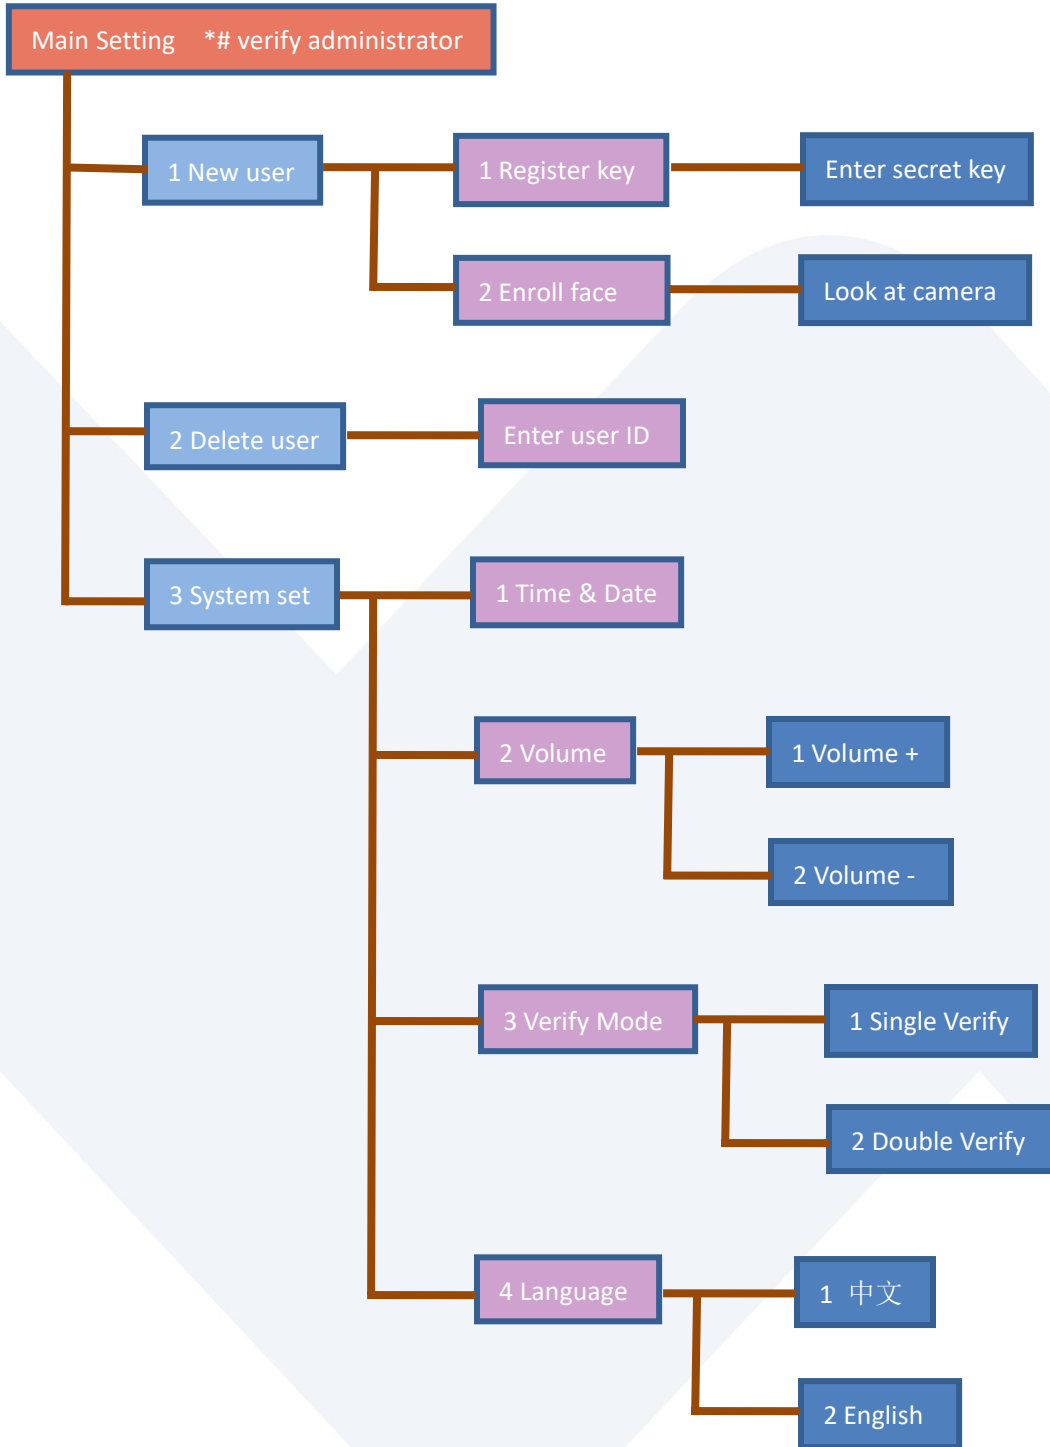 Main Setting *# verify administrator
1 New user
1 Register key
Enter secret key
2 Enroll face
Look at camera
2 Delete user
Enter user ID
3 System set
1 Time & Date
2 Volume
1 Volume +
2 Volume -
3 Verify Mode
1 Single Verify
2 Double Verify
4 Language
1 中文
2 English